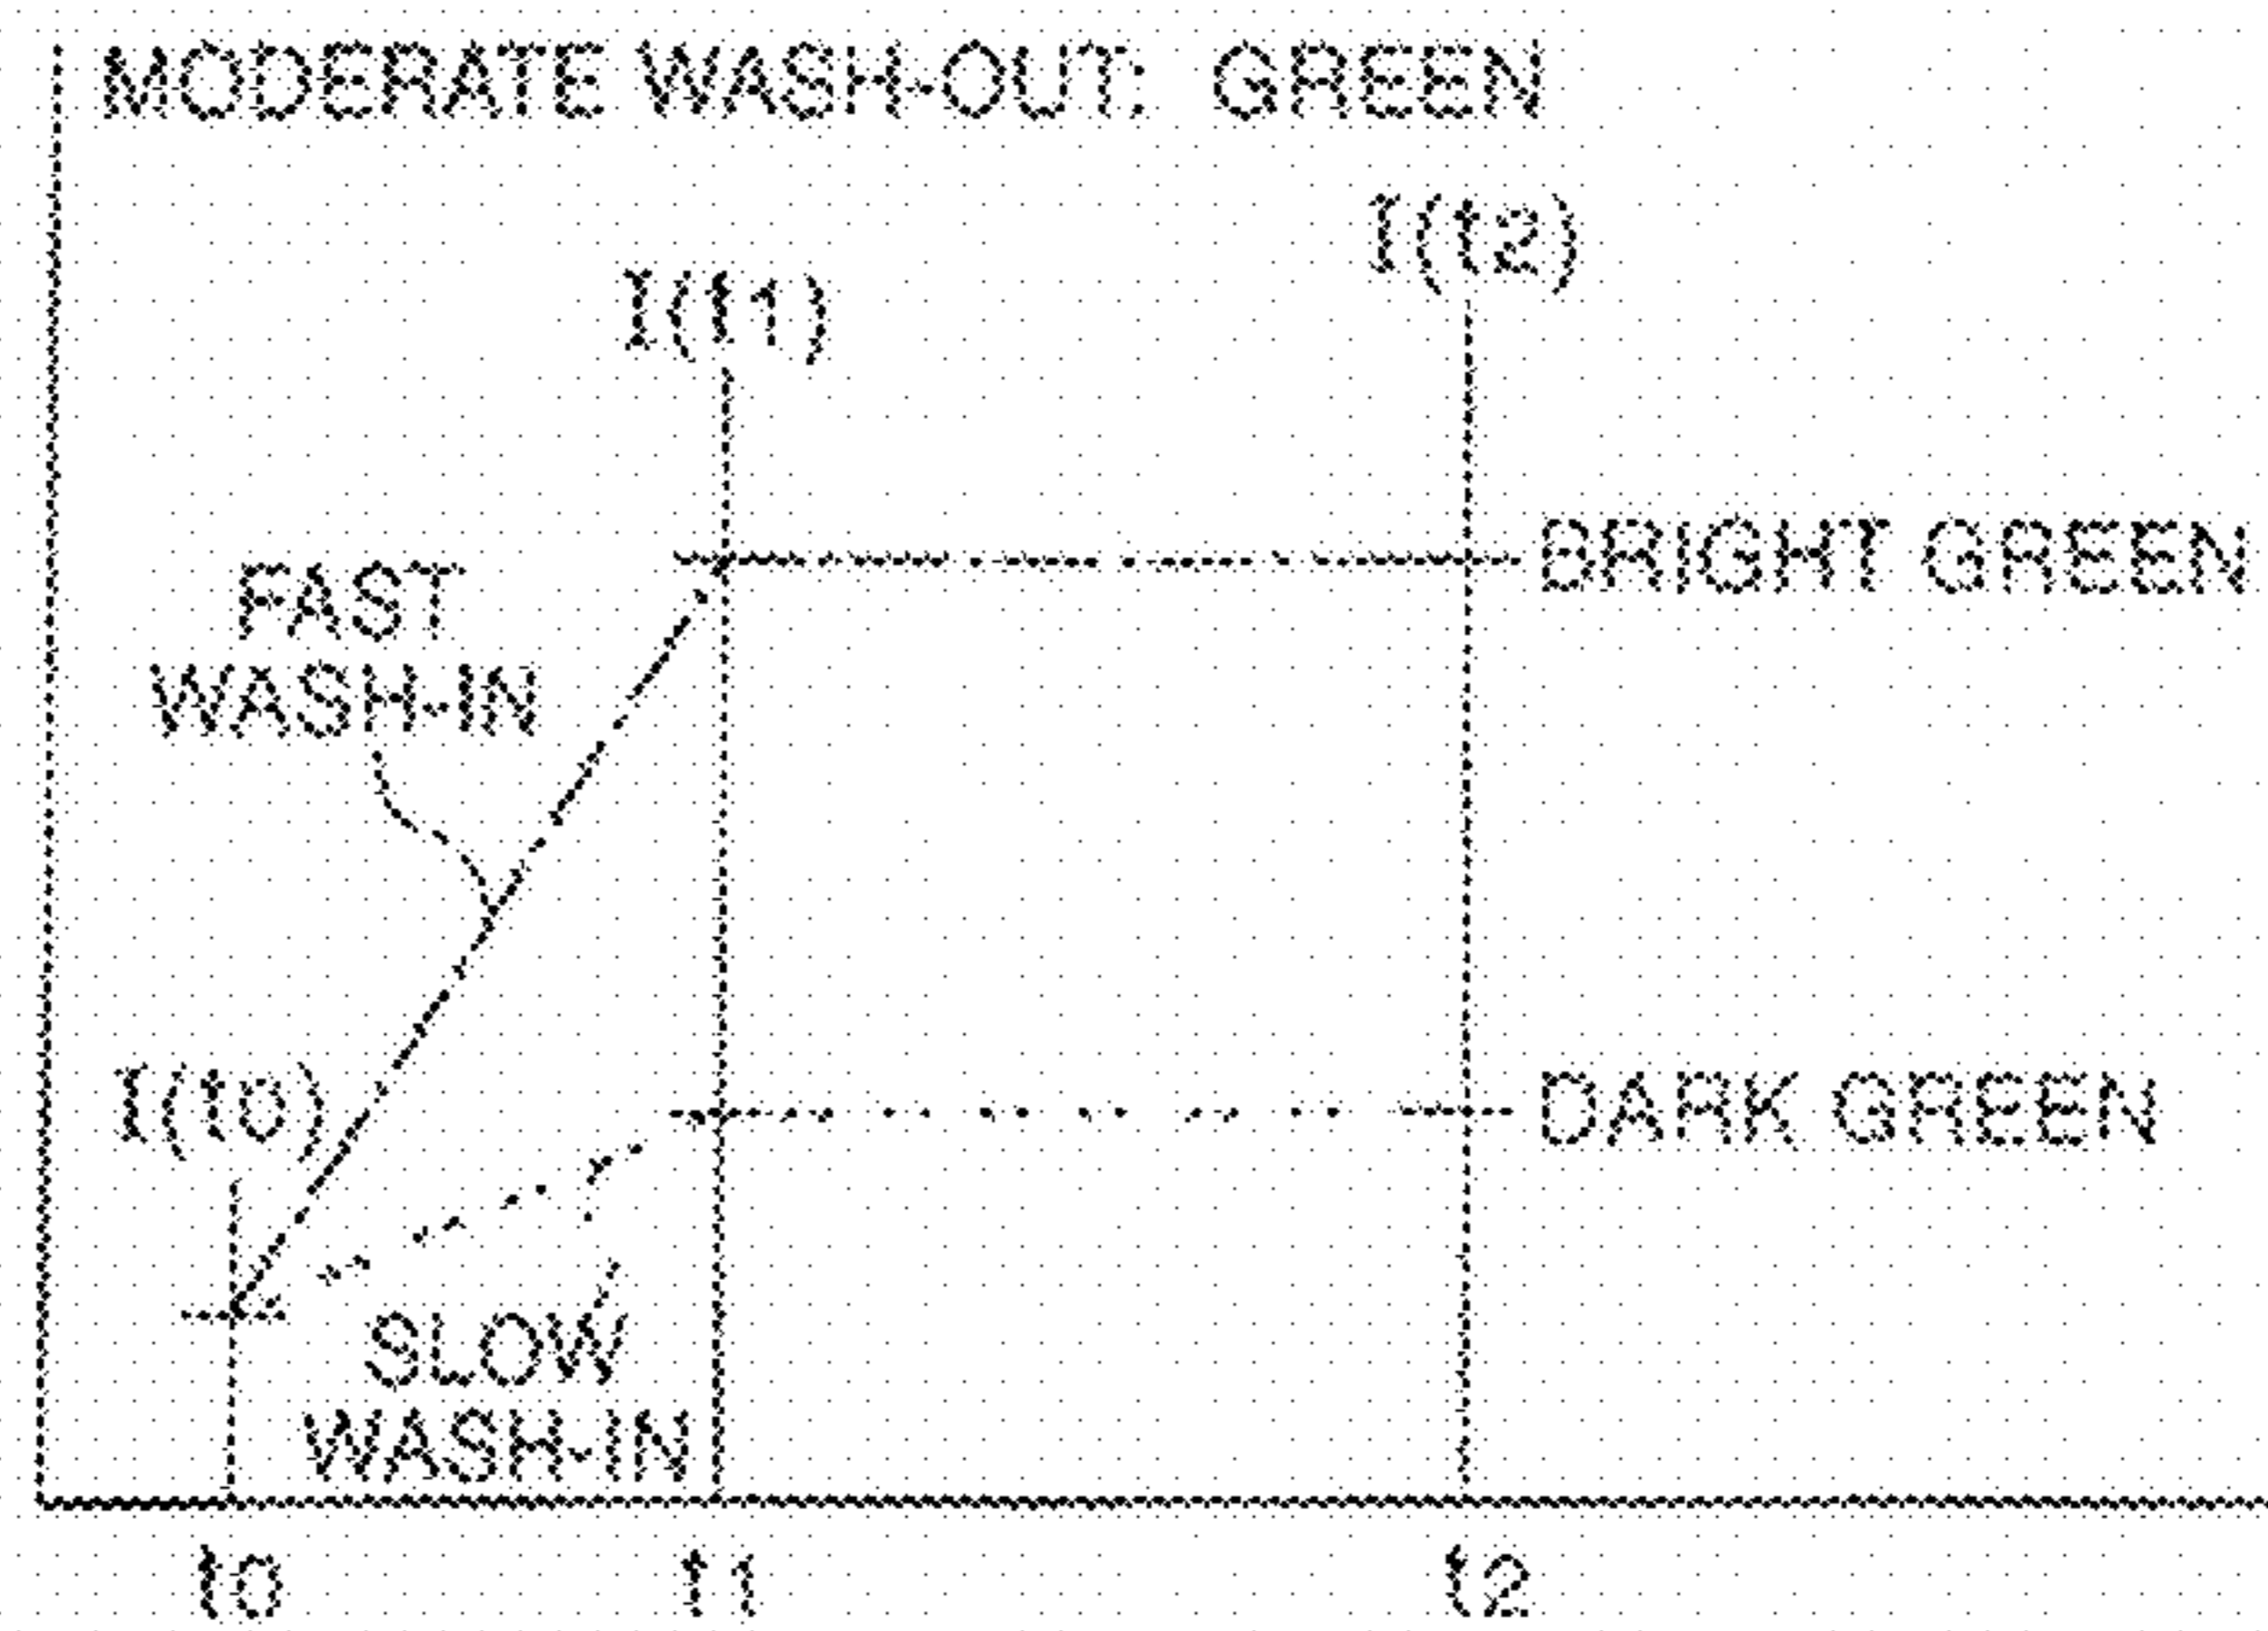 MODERATE WASH-OUT: GREEN
I(t2)
I(t1)
BRIGHT GREEN
FAST
WASH-IN
I(t0)
DARK GREEN
SLOW
WASH-IN
t0 t1 t2